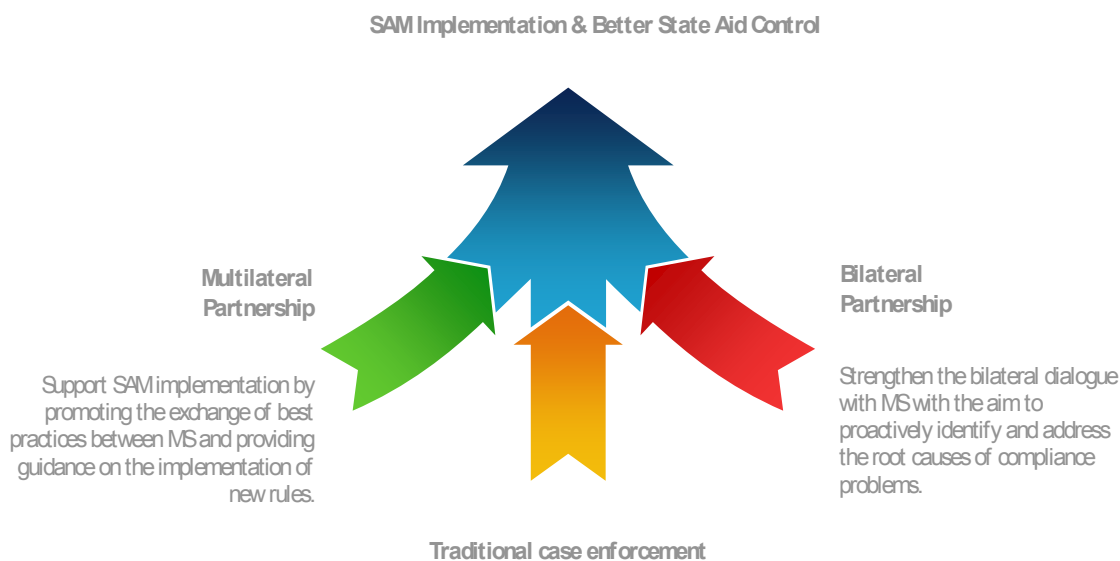 SAM Implementation & Better State Aid Control
Multilateral
Partnership
Support SAM implementation by
promoting the exchange of best
practices between MS and providing
guidance on the implementation of
new rules.
Bilateral
Partnership
Strengthen the bilateral dialogue
with MS with the aim to
proactively identify and address
the root causes of compliance
problems.
Traditional case enforcement